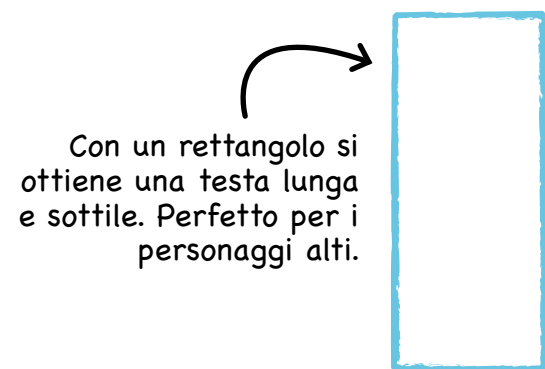 Con un rettangolo si
ottiene una testa lunga
e sottile. Perfetto per i
personaggi alti.